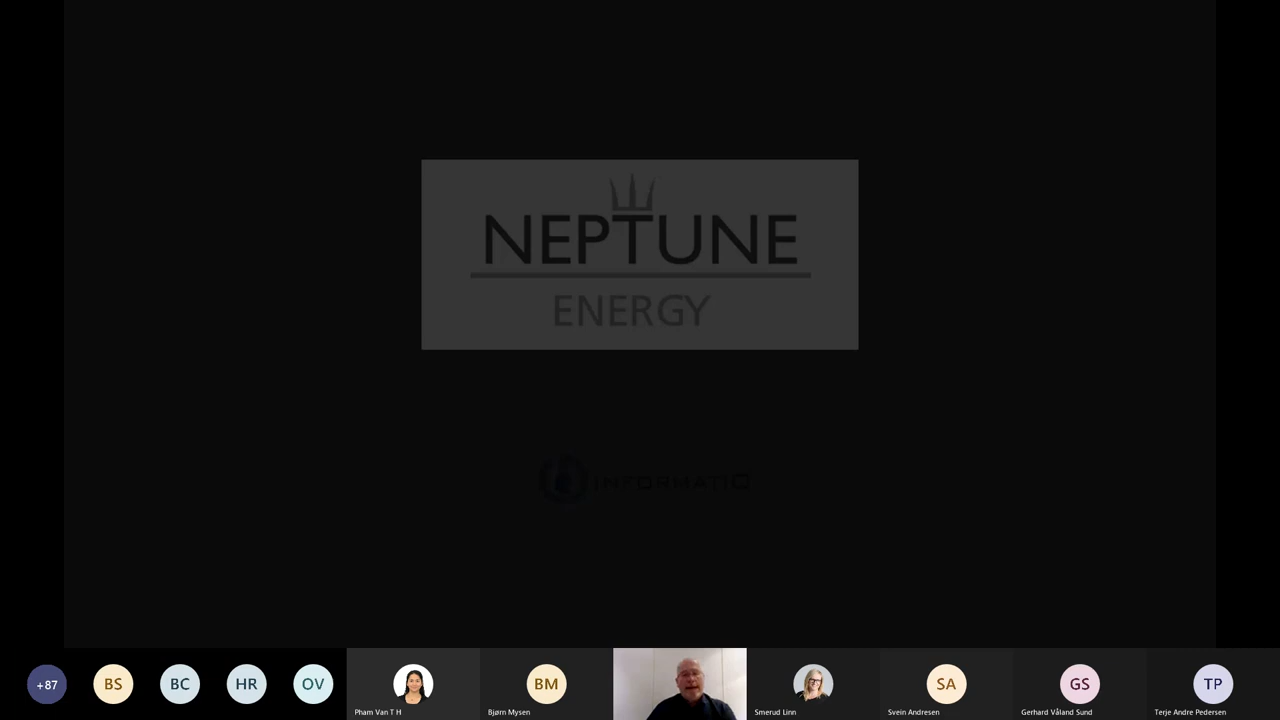 NEPTUNE
ENERGY
INFORMATIQ
+87
BS
BC
HR
OV
Pham Van T H
BM
Bjørn Mysen
Smerud Linn
SA
Svein Andresen
GS
Gerhard Våland Sund
TP
Terje Andre Pedersen